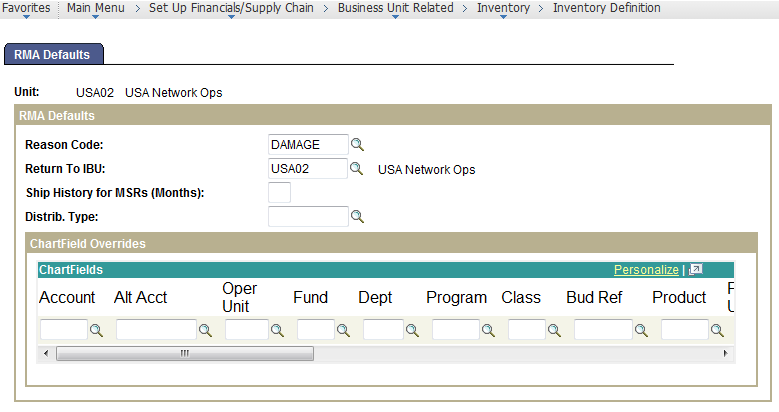 Favorites Main Menu > Set Up Financials/Supply Chain > Business Unit Related > Inventory > Inventory Definition
RMA Defaults
Unit: USA02 USA Network Ops
RMA Defaults
Reason Code: DAMAGE
Return To IBU: USA02 USA Network Ops
Ship History for MSRs (Months):
Distrib. Type:
ChartField Overrides
ChartFields Personalize |
Account Alt Acct Oper Unit Fund Dept Program Class Bud Ref Product